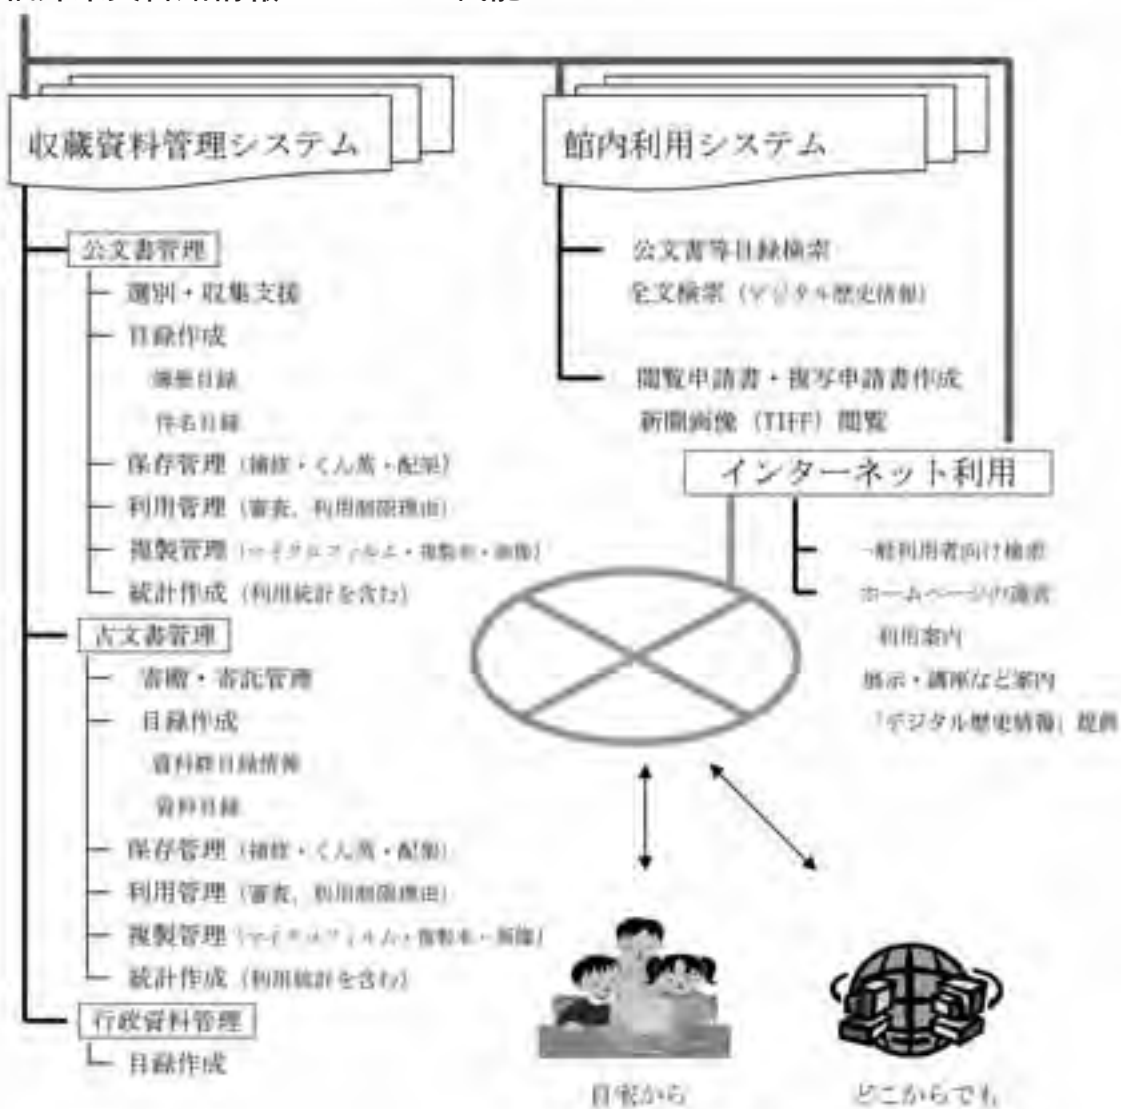 収蔵資料管理システム
公文書管理
選別・収集支援
目録作成
簿冊目録
件名目録
保存管理（補修・くん蒸・配架）
利用管理（審査，利用制限理由）
複製管理（マイクロフィルム・複製本・画像）
統計作成（利用統計を含む）
古文書管理
寄贈・寄託管理
目録作成
資料群目録情報
資料目録
保存管理（補修・くん蒸・配架）
利用管理（審査，利用制限理由）
複製管理（マイクロフィルム・複製本・画像）
統計作成（利用統計を含む）
行政資料管理
目録作成
館内利用システム
公文書等目録検索
全文検索（デジタル歴史情報）
閲覧申請書・複写申請書作成
新聞画像（TIFF）閲覧
インターネット利用
一般利用者向け検索
ホームページの
利用案内
展示・講座など案内
「デジタル歴史情報」提供
自宅から
どこからでも